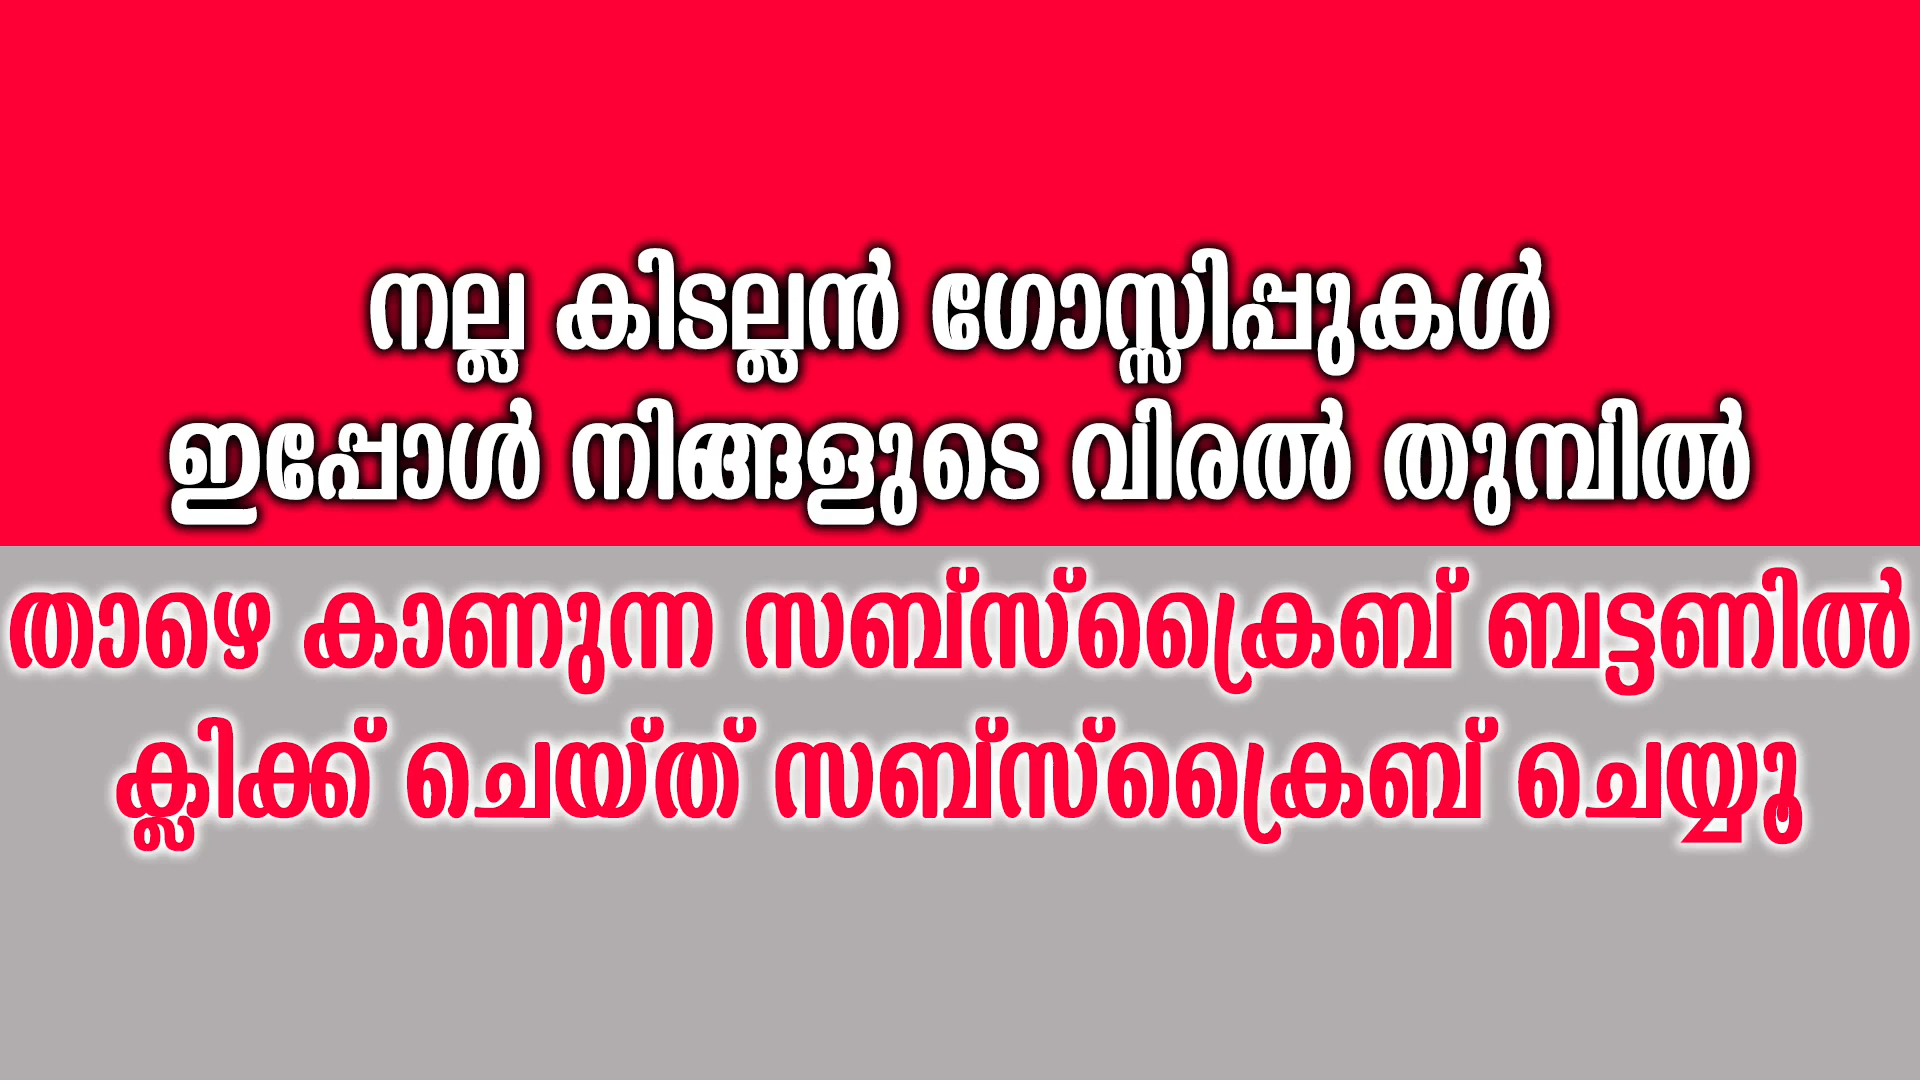 നല്ല കിടല്ലൻ ഗോസ്സിപ്പുകൾ
ഇപ്പോൾ നിങ്ങളുടെ വിരൽ തുമ്പിൽ
താഴെ കാണുന്ന സബ്സ്ക്രൈബ് ബട്ടണിൽ
ക്ലിക്ക് ചെയ്ത് സബ്സ്ക്രൈബ് ചെയ്യൂ